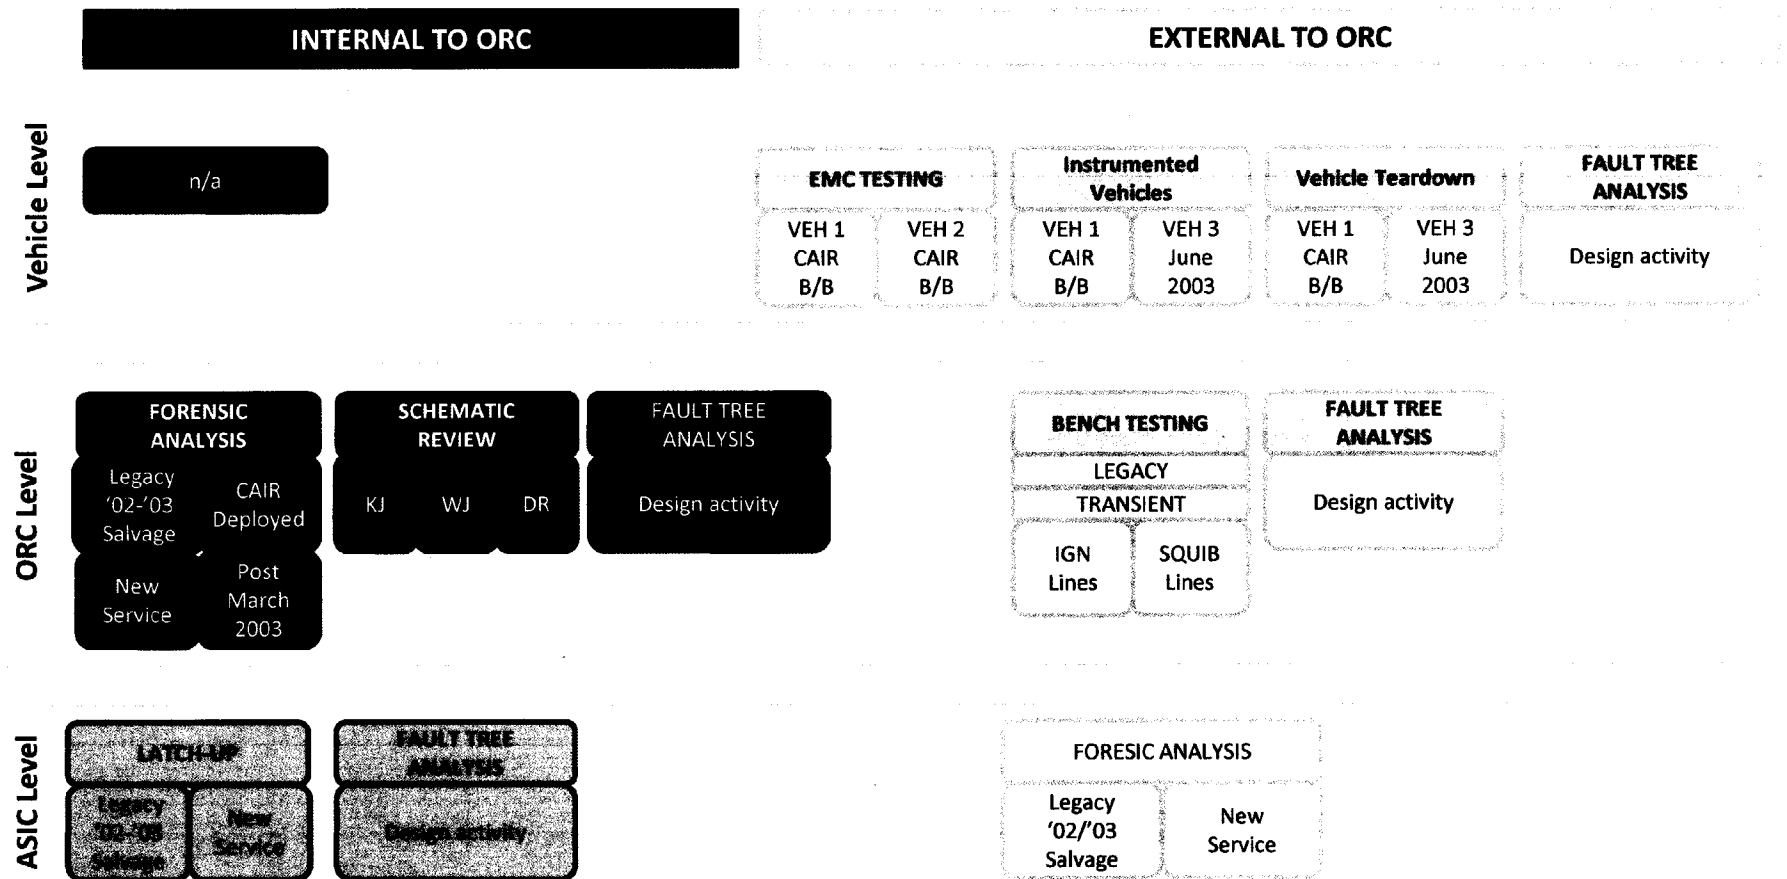 INTERNAL TO ORC
EXTERNAL TO ORC
Vehicle Level
n/a
EMC TESTING
VEH 1
CAIR
B/B
VEH 2
CAIR
B/B
Instrumented
Vehicles
VEH 1
CAIR
B/B
VEH 3
June
2003
Vehicle Teardown
VEH 1
CAIR
B/B
VEH 3
June
2003
FAULT TREE
ANALYSIS
Design activity
ORC Level
FORENSIC
ANALYSIS
Legacy
'02-'03
Salvage
CAIR
Deployed
New
Service
Post
March
2003
SCHEMATIC
REVIEW
KJ
WJ
DR
FAULT TREE
ANALYSIS
Design activity
BENCH TESTING
LEGACY
TRANSIENT
IGN
Lines
SQUIB
Lines
FAULT TREE
ANALYSIS
Design activity
ASIC Level
LATCH-UP
Legacy
'02-'03
Salvage
New
Service
FAULT TREE
ANALYSIS
Design activity
FORESIC ANALYSIS
Legacy
'02/'03
Salvage
New
Service